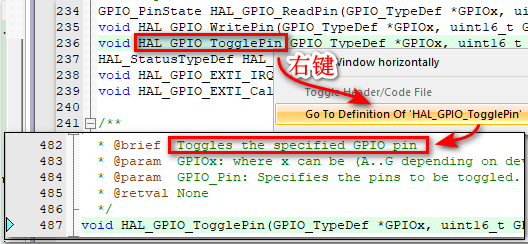 234 GPIO_PinState HAL_GPIO_ReadPin(GPIO_TypeDef *GPIOx, uint16_t G
235 void HAL_GPIO_WritePin(GPIO_TypeDef *GPIOx, uint16_t
236 void HAL_GPIO_TogglePin(GPIO_TypeDef *GPIOx, uint16_t
237 HAL_StatusTypeDef HAL_
238 void HAL_GPIO_EXTI_IRQ
239 void HAL_GPIO_EXTI_Cal
240
241 /**
右键
Window horizontally
Toggle Header/Code File
Go To Definition Of 'HAL_GPIO_TogglePin'
482 * @brief Toggles the specified GPIO pin
483 * @param GPIOx: where x can be (A..G depending on dev
484 * @param GPIO_Pin: Specifies the pins to be toggled.
485 * @retval None
486 */
487 void HAL_GPIO_TogglePin(GPIO_TypeDef *GPIOx, uint16_t G